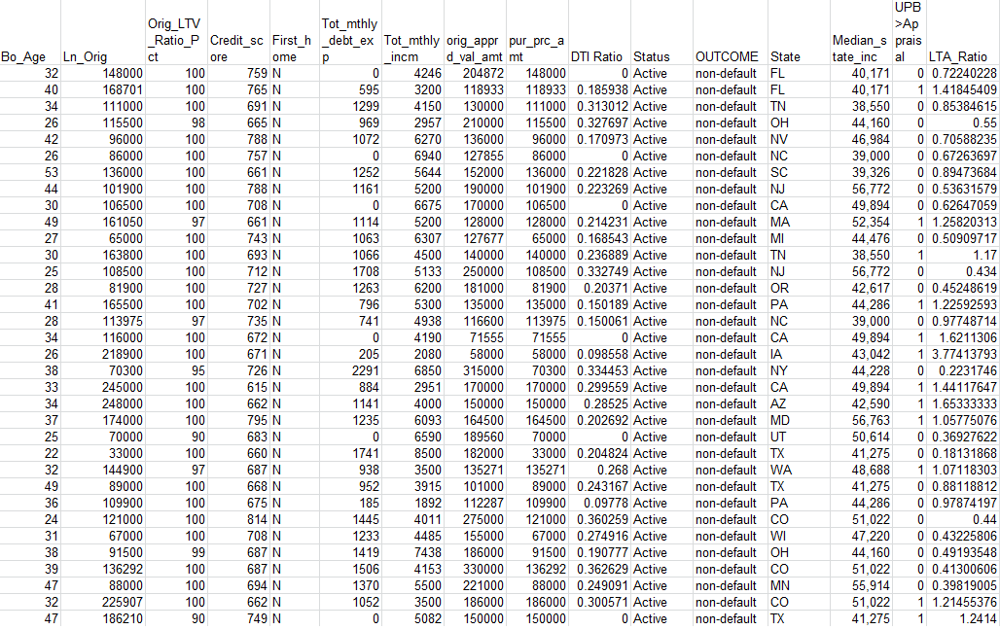 Bo_Age Ln_Orig Orig_LTV_Ratio_Pct Credit_score First_home Tot_mthly_debt_exp Tot_mthly_incm orig_apprd_val_amt pur_prc_amt DTI Ratio Status OUTCOME State Median_state_inc UPB>Appraisal LTA_Ratio
32 148000 100 759 N 0 4246 204872 148000 0 Active non-default FL 40,171 0 0.72240228
40 168701 100 765 N 595 3200 118933 118933 0.185938 Active non-default FL 40,171 1 1.41845409
34 111000 100 691 N 1299 4150 130000 111000 0.313012 Active non-default TN 38,550 0 0.85384615
26 115500 98 665 N 969 2957 210000 115500 0.327697 Active non-default OH 44,160 0 0.55
42 96000 100 788 N 1072 6270 136000 96000 0.170973 Active non-default NV 46,984 0 0.70588235
26 86000 100 757 N 0 6940 127855 86000 0 Active non-default NC 39,000 0 0.67263697
53 136000 100 661 N 1252 5644 152000 136000 0.221828 Active non-default SC 39,326 0 0.89473684
44 101900 100 788 N 1161 5200 190000 101900 0.223269 Active non-default NJ 56,772 0 0.53631579
30 106500 100 708 N 0 6675 170000 106500 0 Active non-default CA 49,894 0 0.62647059
49 161050 97 661 N 1114 5200 128000 128000 0.214231 Active non-default MA 52,354 1 1.25820313
27 65000 100 743 N 1063 6307 127677 65000 0.168543 Active non-default MI 44,476 0 0.50909717
30 163800 100 693 N 1066 4500 140000 140000 0.236889 Active non-default TN 38,550 1 1.17
25 108500 100 712 N 1708 5133 250000 108500 0.332749 Active non-default NJ 56,772 0 0.434
28 81900 100 727 N 1263 6200 181000 81900 0.20371 Active non-default OR 42,617 0 0.45248619
41 165500 100 702 N 796 5300 135000 135000 0.150189 Active non-default PA 44,286 1 1.22592593
28 113975 97 735 N 741 4938 116600 113975 0.150061 Active non-default NC 39,000 0 0.97748714
34 116000 100 672 N 0 4190 71555 71555 0 Active non-default CA 49,894 1 1.6211306
26 218900 100 671 N 205 2080 58000 58000 0.098558 Active non-default IA 43,042 1 3.77413793
38 70300 95 726 N 2291 6850 315000 70300 0.334453 Active non-default NY 44,228 0 0.2231746
33 245000 100 615 N 884 2951 170000 170000 0.299559 Active non-default CA 49,894 1 1.44117647
34 248000 100 662 N 1141 4000 150000 150000 0.28525 Active non-default AZ 42,590 1 1.65333333
37 174000 100 795 N 1235 6093 164500 164500 0.202692 Active non-default MD 56,763 1 1.05775076
25 70000 90 683 N 0 6590 189560 70000 0 Active non-default UT 50,614 0 0.36927622
22 33000 100 660 N 1741 8500 182000 33000 0.204824 Active non-default TX 41,275 0 0.18131868
32 144900 97 687 N 938 3500 135271 135271 0.268 Active non-default WA 48,688 1 1.07118303
49 89000 100 668 N 952 3915 101000 89000 0.243167 Active non-default TX 41,275 0 0.88118812
36 109900 100 675 N 185 1892 112287 109900 0.09778 Active non-default PA 44,286 0 0.97874197
24 121000 100 814 N 1445 4011 275000 121000 0.360259 Active non-default CO 51,022 0 0.44
31 67000 100 708 N 1233 4485 155000 67000 0.274916 Active non-default WI 47,220 0 0.43225806
38 91500 99 687 N 1419 7438 186000 91500 0.190777 Active non-default OH 44,160 0 0.49193548
39 136292 100 687 N 1506 4153 330000 136292 0.362629 Active non-default CO 51,022 0 0.41300606
47 88000 100 694 N 1370 5500 221000 88000 0.249091 Active non-default MN 55,914 0 0.39819005
32 225907 100 662 N 1052 3500 186000 186000 0.300571 Active non-default CO 51,022 1 1.21455376
47 186210 90 749 N 0 5082 150000 150000 0 Active non-default TX 41,275 1 1.2414